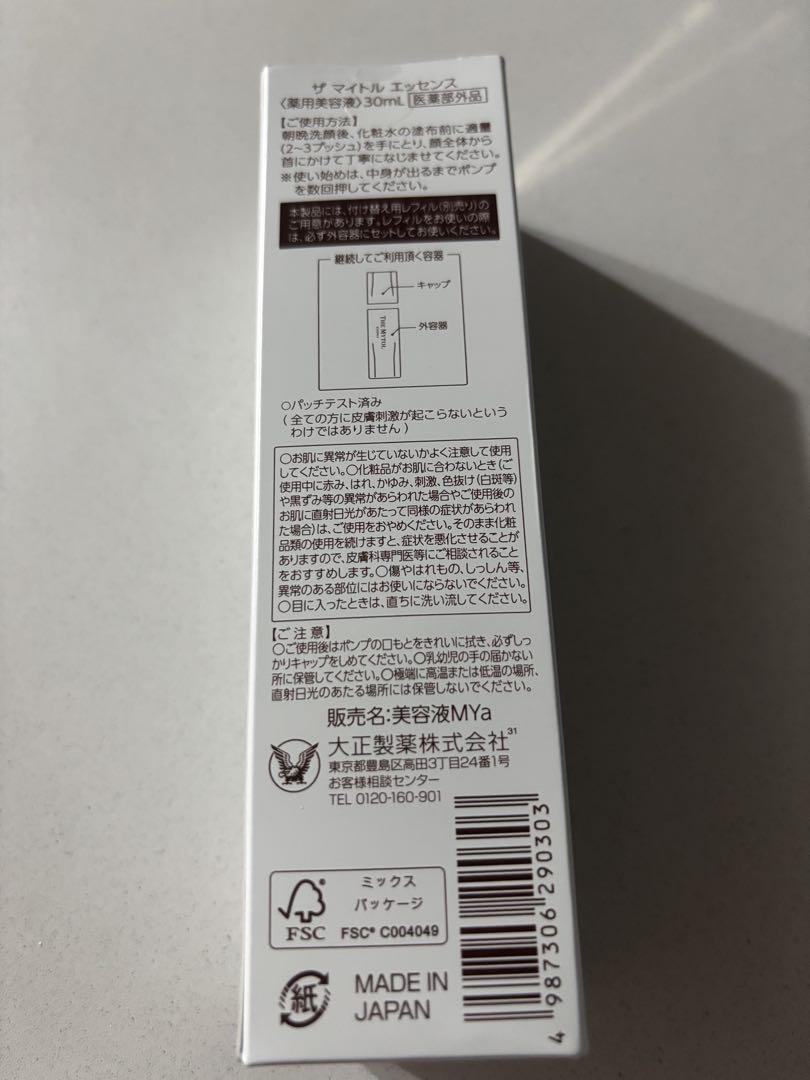 ザ マイトル エッセンス
〈薬用美容液〉30mL 医薬部外品
【ご使用方法】
朝晩洗顔後、化粧水の塗布前に適量
(2~3プッシュ)を手にとり、顔全体から
首にかけて丁寧になじませてください。
※使い始めは、中身が出るまでポンプ
を数回押してください。
本製品には、付け替え用レフィル(別売り)の
ご用意があります。レフィルをお使いの際
は、必ず外容器にセットしてお使いください。
継続してご利用頂く容器
キャップ
THE MYTOL
外容器
○パッチテスト済み
(全ての方に皮膚刺激が起こらないという
わけではありません)
○お肌に異常が生じていないかよく注意して使用
してください。○化粧品がお肌に合わないとき(ご
使用中に赤み、はれ、かゆみ、刺激、色抜け(白斑等)
や黒ずみ等の異常があらわれた場合やご使用後の
お肌に直射日光があたって同様の症状があらわれ
た場合)は、ご使用をおやめください。そのまま化粧
品類の使用を続けますと、症状を悪化させることが
ありますので、皮膚科専門医等にご相談されること
をおすすめします。○傷やはれもの、しっしん等、
異常のある部位にはお使いにならないでください。
○目に入ったときは、直ちに洗い流してください。
【ご注意】
○ご使用後はポンプの口もとをきれいに拭き、必ずしっ
かりキャップをしめてください。○乳幼児の手の届かない
所に保管してください。○極端に高温または低温の場所、
直射日光のあたる場所には保管しないでください。
販売名:美容液MYa
大正製薬株式会社31
東京都豊島区高田3丁目24番1号
お客様相談センター
TEL 0120-160-901
FSC
ミックス
パッケージ
FSC® C004049
紙
MADE IN
JAPAN
4 987306 290303